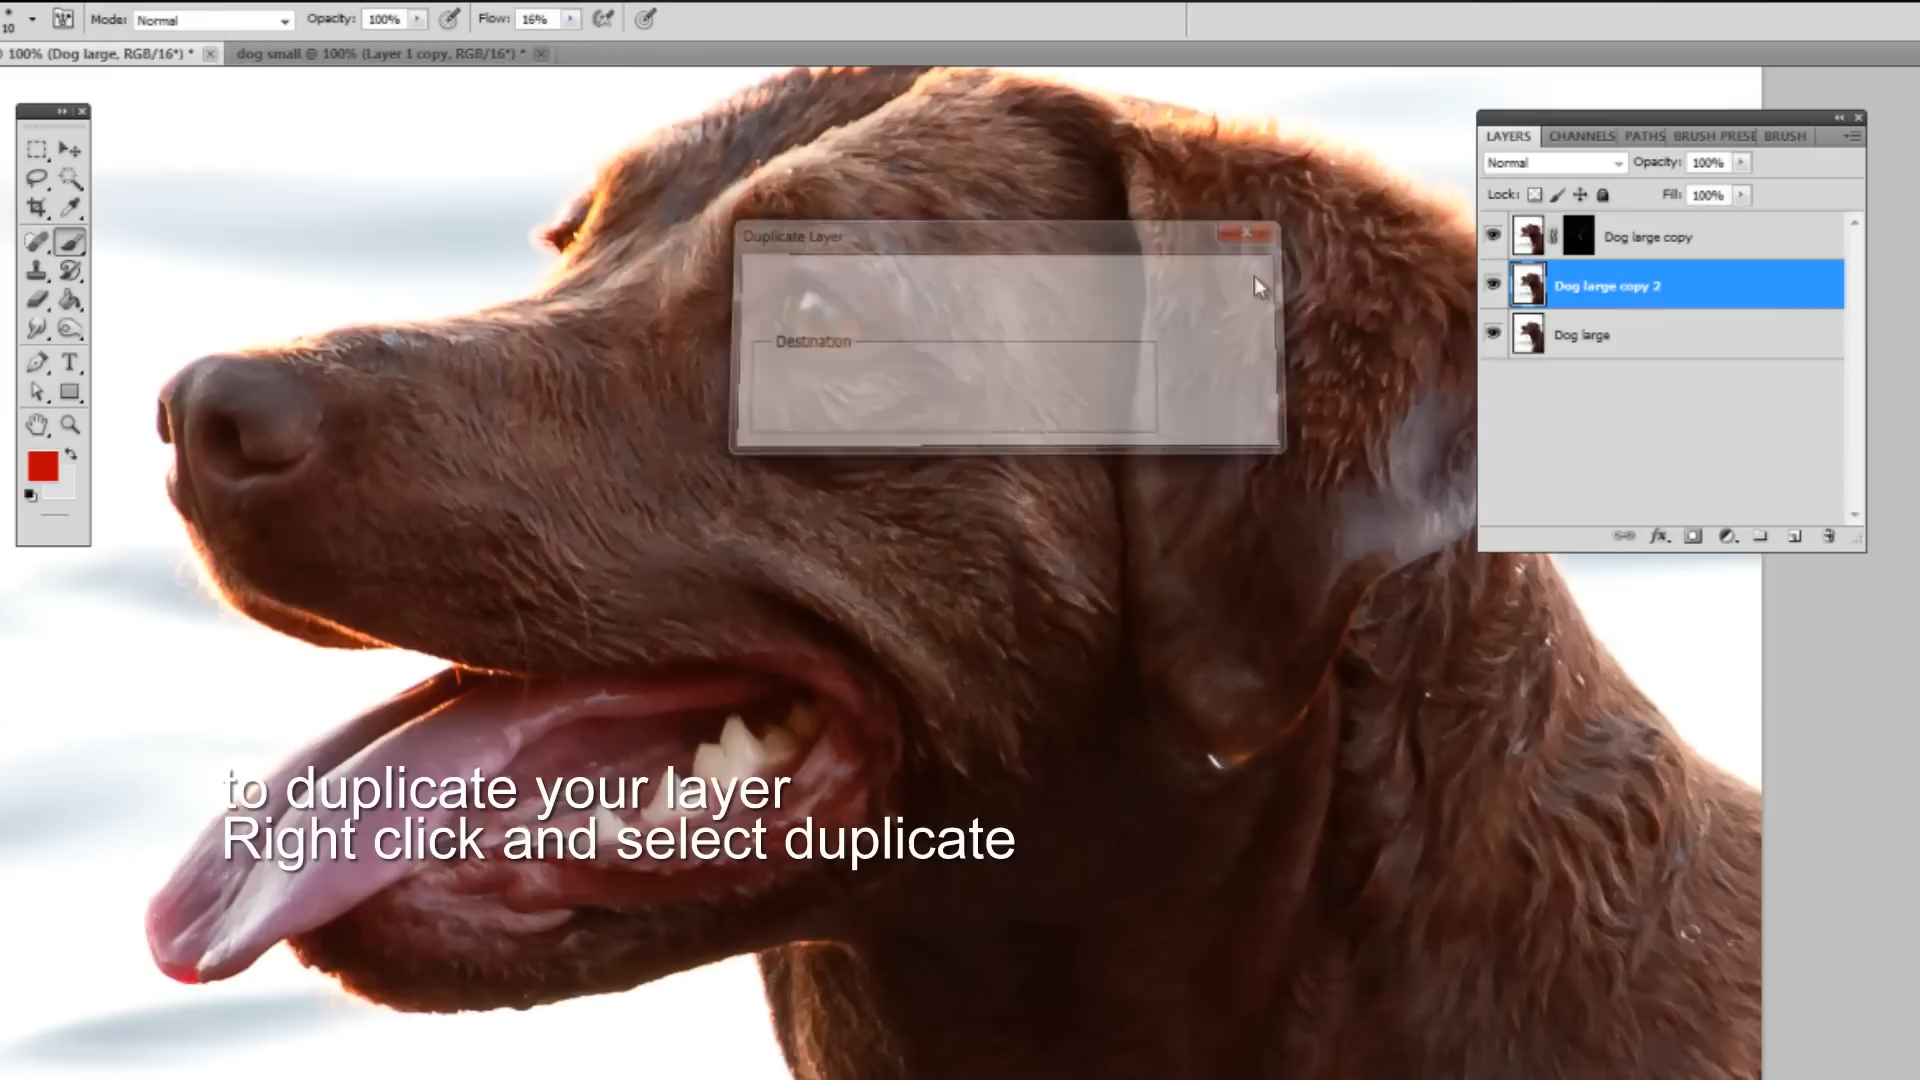 10
Mode: Normal
Opacity: 100%
Flow: 16%
100% (Dog large, RGB/16*) *
dog small @ 100% (Layer 1 copy, RGB/16*) *
Duplicate Layer
Destination
LAYERS
CHANNELS
PATHS
BRUSH PRESE
BRUSH
Normal
Opacity: 100%
Lock:
Fill: 100%
Dog large copy
Dog large copy 2
Dog large
to duplicate your layer
Right click and select duplicate